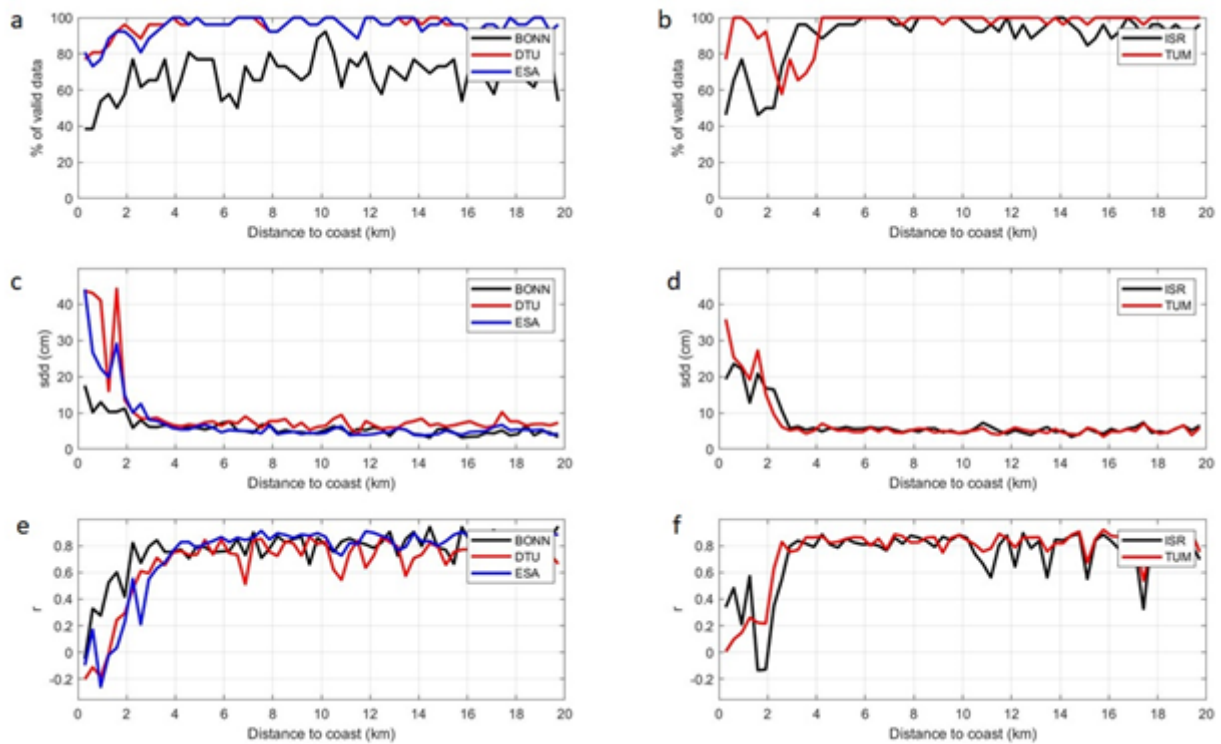 a
100
80
60
40
20
0
% of valid data
BONN
DTU
ESA
0 2 4 6 8 10 12 14 16 18 20
Distance to coast (km)
b
100
80
60
40
20
0
% of valid data
ISR
TUM
0 2 4 6 8 10 12 14 16 18 20
Distance to coast (km)
c
40
30
20
10
0
sdd (cm)
BONN
DTU
ESA
0 2 4 6 8 10 12 14 16 18 20
Distance to coast (km)
d
40
30
20
10
0
sdd (cm)
ISR
TUM
0 2 4 6 8 10 12 14 16 18 20
Distance to coast (km)
e
0.8
0.6
0.4
0.2
0
-0.2
r
BONN
DTU
ESA
0 2 4 6 8 10 12 14 16 18 20
Distance to coast (km)
f
0.8
0.6
0.4
0.2
0
-0.2
r
ISR
TUM
0 2 4 6 8 10 12 14 16 18 20
Distance to coast (km)